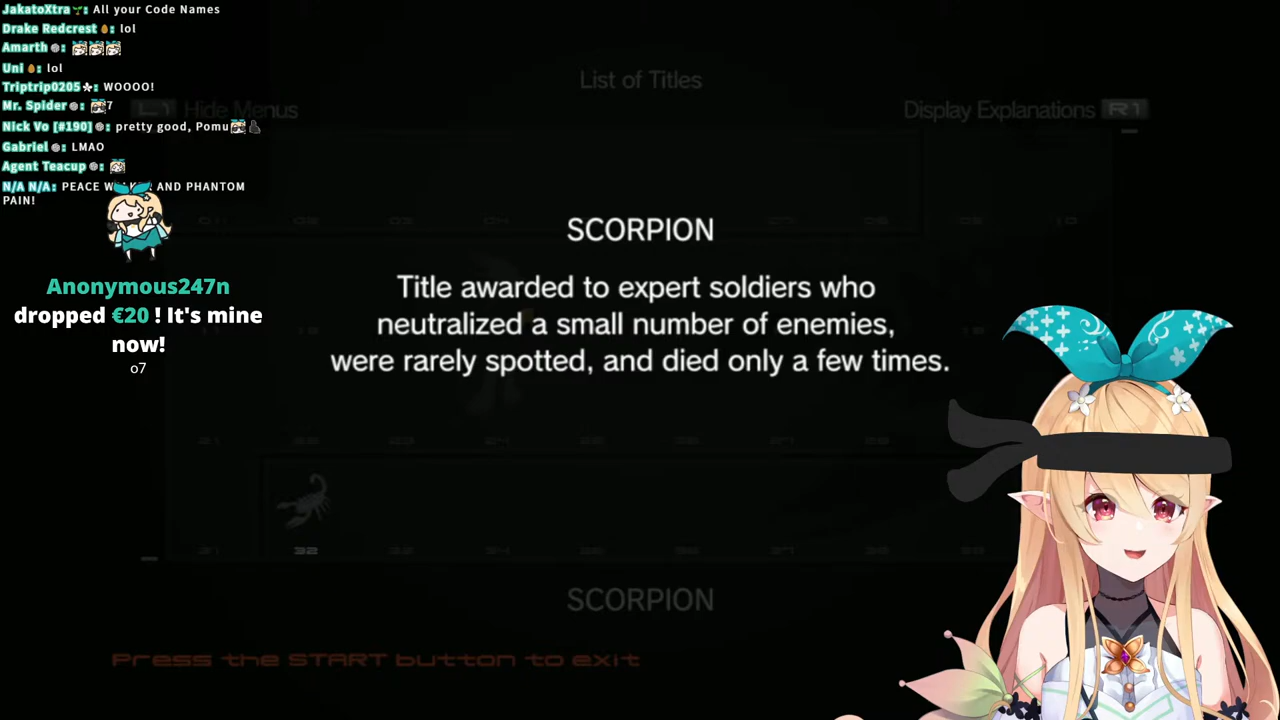 JakatoXtra: All your Code Names
Drake Redcrest: lol
Amarth:
Uni: lol
Triptrip0205: WOOOO!
Mr. Spider: 7
Nick Vo [#190]: pretty good, Pomu
Gabriel: LMAO
Agent Teacup:
N/A N/A: PEACE W AND PHANTOM
PAIN!
Anonymous247n
dropped €20 ! It's mine
now!
o7
List of Titles
L1 Hide Menus
Display Explanations R1
SCORPION
Title awarded to expert soldiers who
neutralized a small number of enemies,
were rarely spotted, and died only a few times.
32
SCORPION
Press the START button to exit